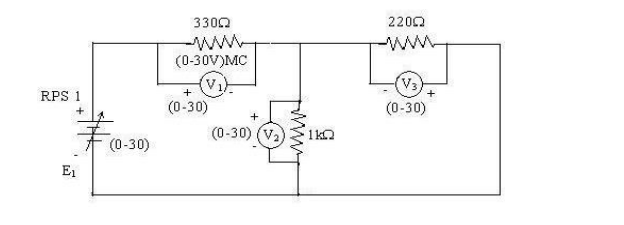 330Ω
220Ω
(0-30V)MC
+ V₁ -
(0-30)
- V₃ +
(0-30)
RPS 1
+
(0-30)
-
E₁
+
(0-30) V₂ 1kΩ
-